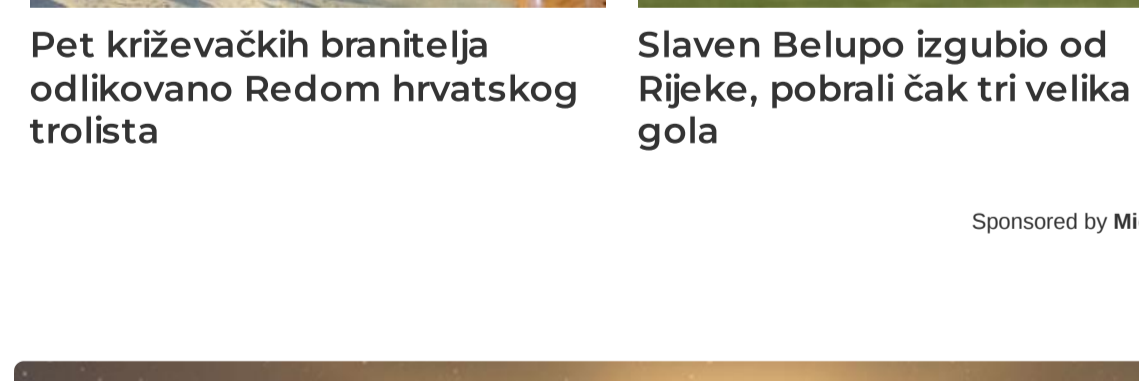 Pet križevačkih branitelja
odlikovano Redom hrvatskog
trolista
Slaven Belupo izgubio od
Rijeke, pobrali čak tri velika
gola
Sponsored by